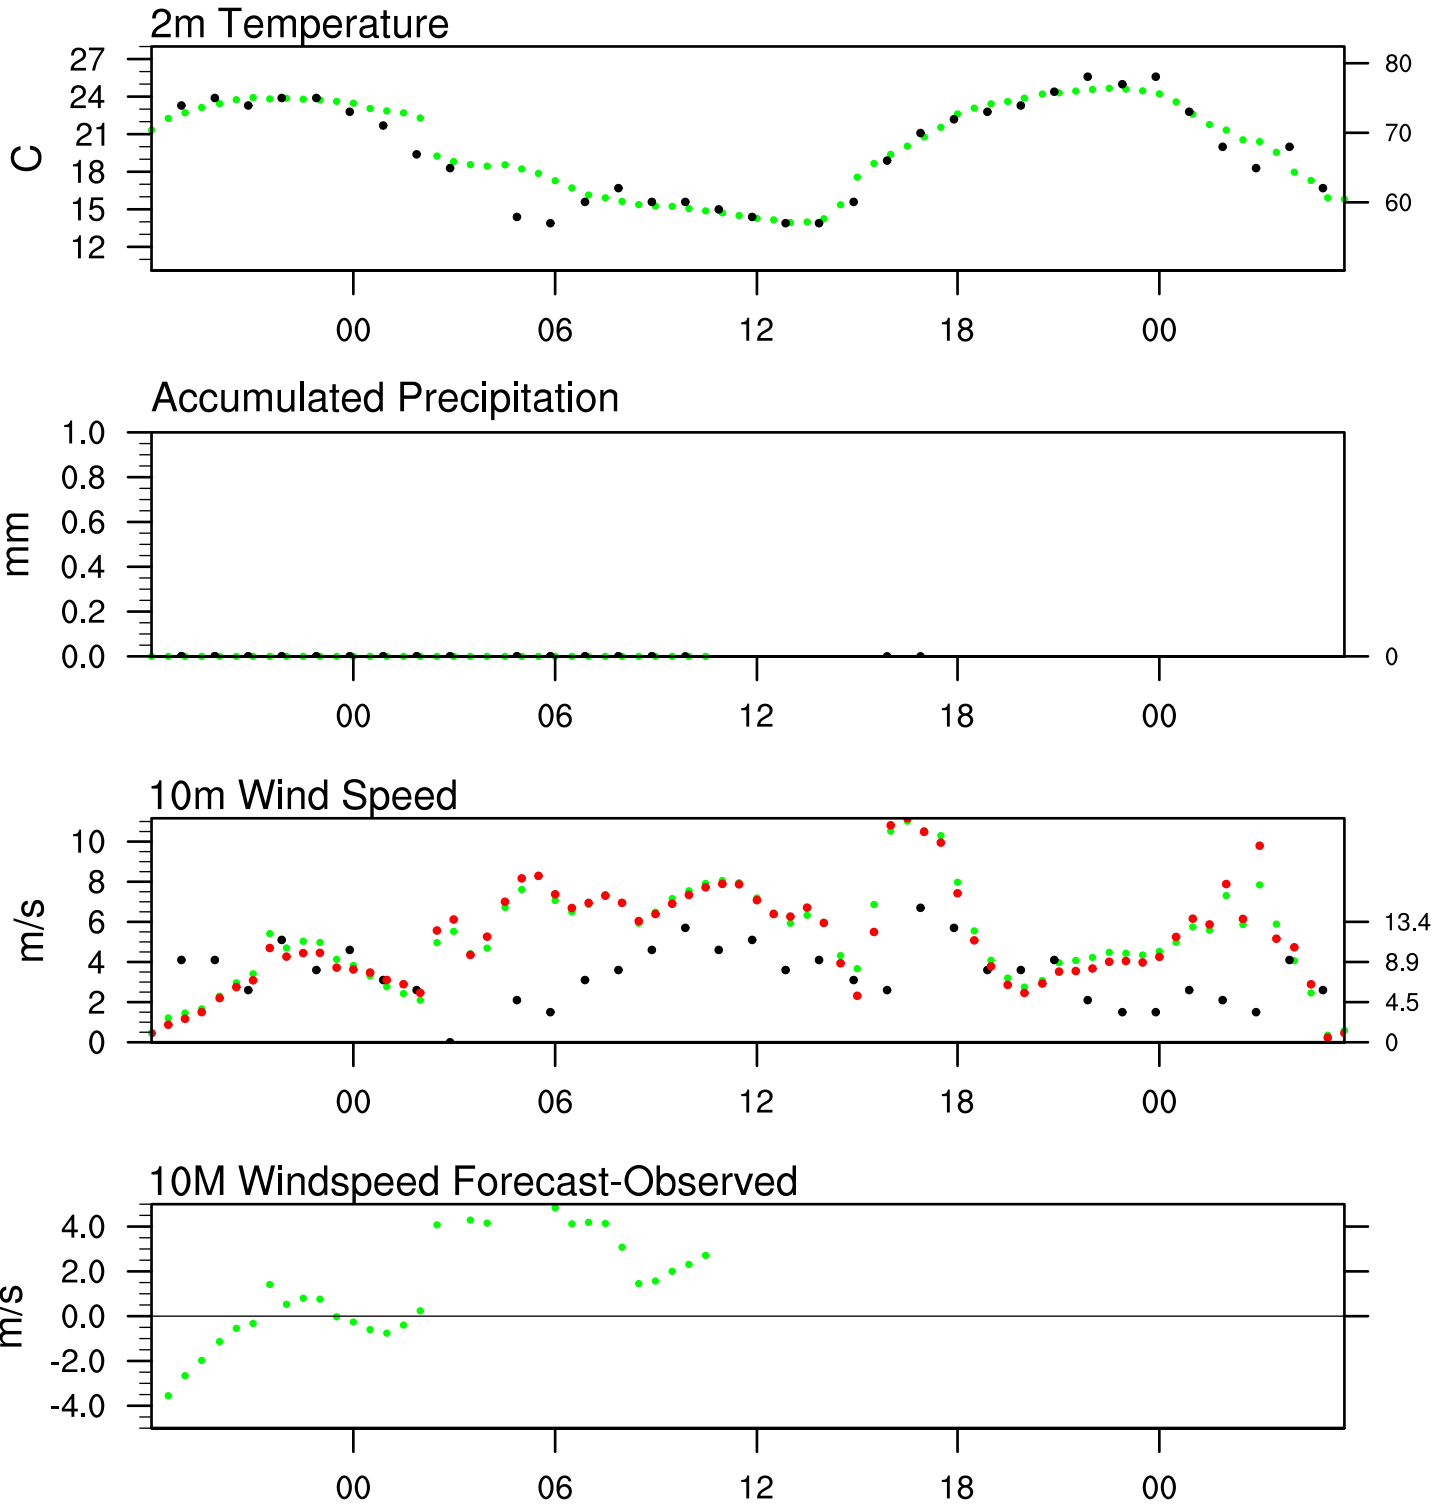 2m Temperature
27
24
21
18
15
12
C
80
70
60
00 06 12 18 00
Accumulated Precipitation
1.0
0.8
0.6
0.4
0.2
0.0
mm
0
00 06 12 18 00
10m Wind Speed
10
8
6
4
2
0
m/s
13.4
8.9
4.5
0
00 06 12 18 00
10M Windspeed Forecast-Observed
4.0
2.0
0.0
-2.0
-4.0
m/s
00 06 12 18 00